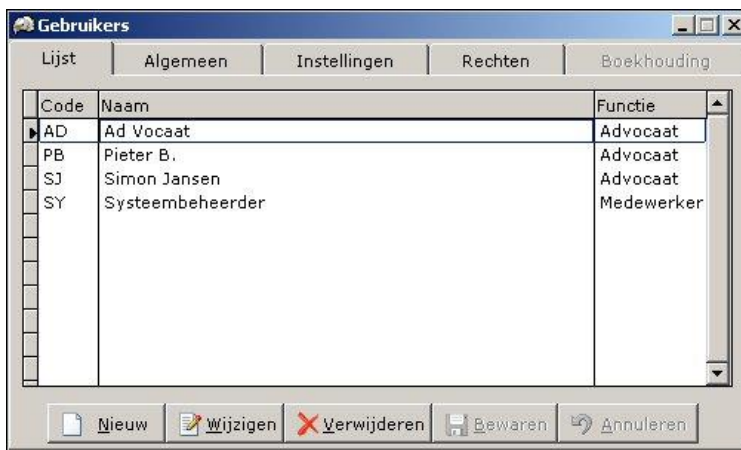 Gebruikers
Lijst Algemeen Instellingen Rechten Boekhouding
Code Naam Functie
AD Ad Vocaat Advocaat
PB Pieter B. Advocaat
SJ Simon Jansen Advocaat
SY Systeembeheerder Medewerker
Nieuw Wijzigen Verwijderen Bewaren Annuleren